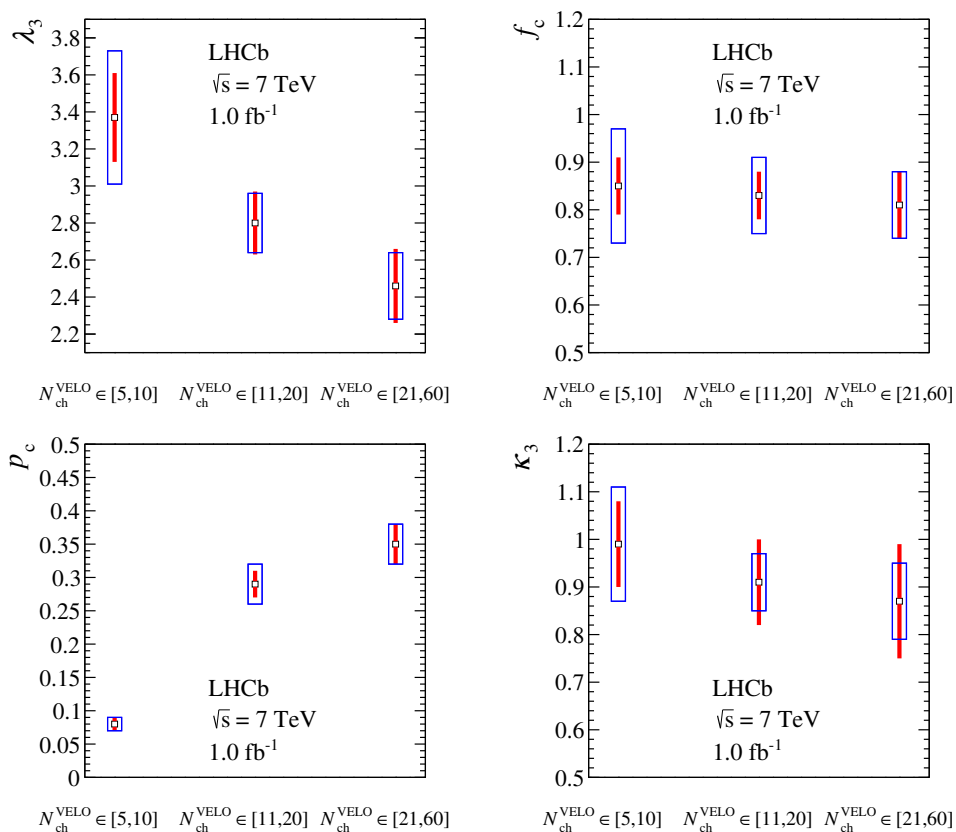 λ₃
3.8
3.6
3.4
3.2
3
2.8
2.6
2.4
2.2
LHCb
√s = 7 TeV
1.0 fb⁻¹
N_ch^VELO ∈ [5,10] N_ch^VELO ∈ [11,20] N_ch^VELO ∈ [21,60]
f_c
1.2
1.1
1
0.9
0.8
0.7
0.6
0.5
LHCb
√s = 7 TeV
1.0 fb⁻¹
N_ch^VELO ∈ [5,10] N_ch^VELO ∈ [11,20] N_ch^VELO ∈ [21,60]
p_c
0.5
0.45
0.4
0.35
0.3
0.25
0.2
0.15
0.1
0.05
0
LHCb
√s = 7 TeV
1.0 fb⁻¹
N_ch^VELO ∈ [5,10] N_ch^VELO ∈ [11,20] N_ch^VELO ∈ [21,60]
κ₃
1.2
1.1
1
0.9
0.8
0.7
0.6
0.5
LHCb
√s = 7 TeV
1.0 fb⁻¹
N_ch^VELO ∈ [5,10] N_ch^VELO ∈ [11,20] N_ch^VELO ∈ [21,60]